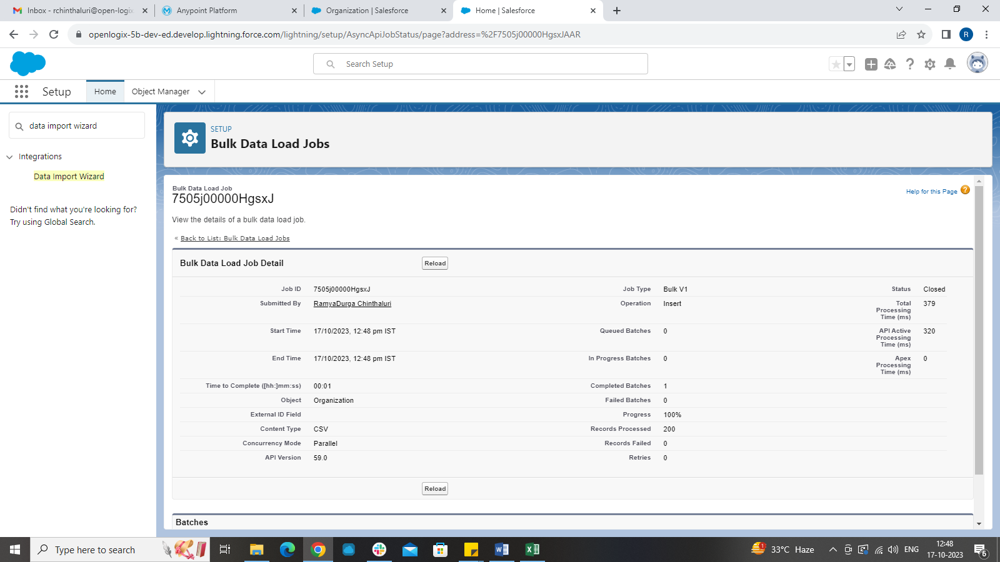 Inbox - rchinthaluri@open-logix
Anypoint Platform
Organization | Salesforce
Home | Salesforce
openlogix-5b-dev-ed.develop.lightning.force.com/lightning/setup/AsyncApiJobStatus/page?address=%2F7505j00000HgsxJAAR
R
Search Setup
Setup
Home
Object Manager
data import wizard
Integrations
Data Import Wizard
Didn't find what you're looking for?
Try using Global Search.
SETUP
Bulk Data Load Jobs
Bulk Data Load Job
7505j00000HgsxJ
Help for this Page
View the details of a bulk data load job.
« Back to List: Bulk Data Load Jobs
Bulk Data Load Job Detail
Reload
Job ID 7505j00000HgsxJ Job Type Bulk V1 Status Closed
Submitted By RamyaDurga Chinthaluri Operation Insert Total Processing Time (ms) 379
Start Time 17/10/2023, 12:48 pm IST Queued Batches 0 API Active Processing Time (ms) 320
End Time 17/10/2023, 12:48 pm IST In Progress Batches 0 Apex Processing Time (ms) 0
Time to Complete ([hh:]mm:ss) 00:01 Completed Batches 1
Object Organization Failed Batches 0
External ID Field Progress 100%
Content Type CSV Records Processed 200
Concurrency Mode Parallel Records Failed 0
API Version 59.0 Retries 0
Reload
Batches
Type here to search
1
33°C Haze
ENG
12:48
17-10-2023
6